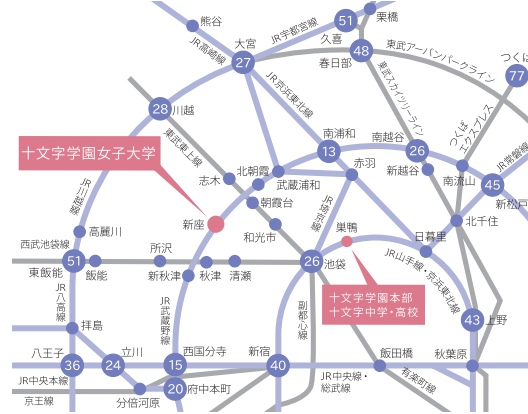 熊谷
JR高崎線
大宮
27
JR宇都宮線
51
久喜
栗橋
48
春日部
東武アーバンパークライン
つくば
77
28
川越
東武東上線
JR京浜東北線
東武スカイツリーライン
つくば
エクスプレス
JR常磐線
十文字学園女子大学
南浦和
13
南越谷
26
新越谷
南流山
45
新松戸
志木
北朝霞
武蔵浦和
赤羽
JR川越線
朝霞台
JR埼京線
北千住
新座
高麗川
和光市
巣鴨
日暮里
西武池袋線
所沢
26
池袋
JR山手線・京浜東北線
51
東飯能
飯能
新秋津
秋津
清瀬
十文字学園本部
十文字中学・高校
JR八高線
JR武蔵野線
副都心線
43
上野
拝島
八王子
立川
西国分寺
新宿
飯田橋
秋葉原
36
24
15
40
JR中央本線
20
府中本町
JR中央線・
総武線
有楽町線
京王線
分倍河原